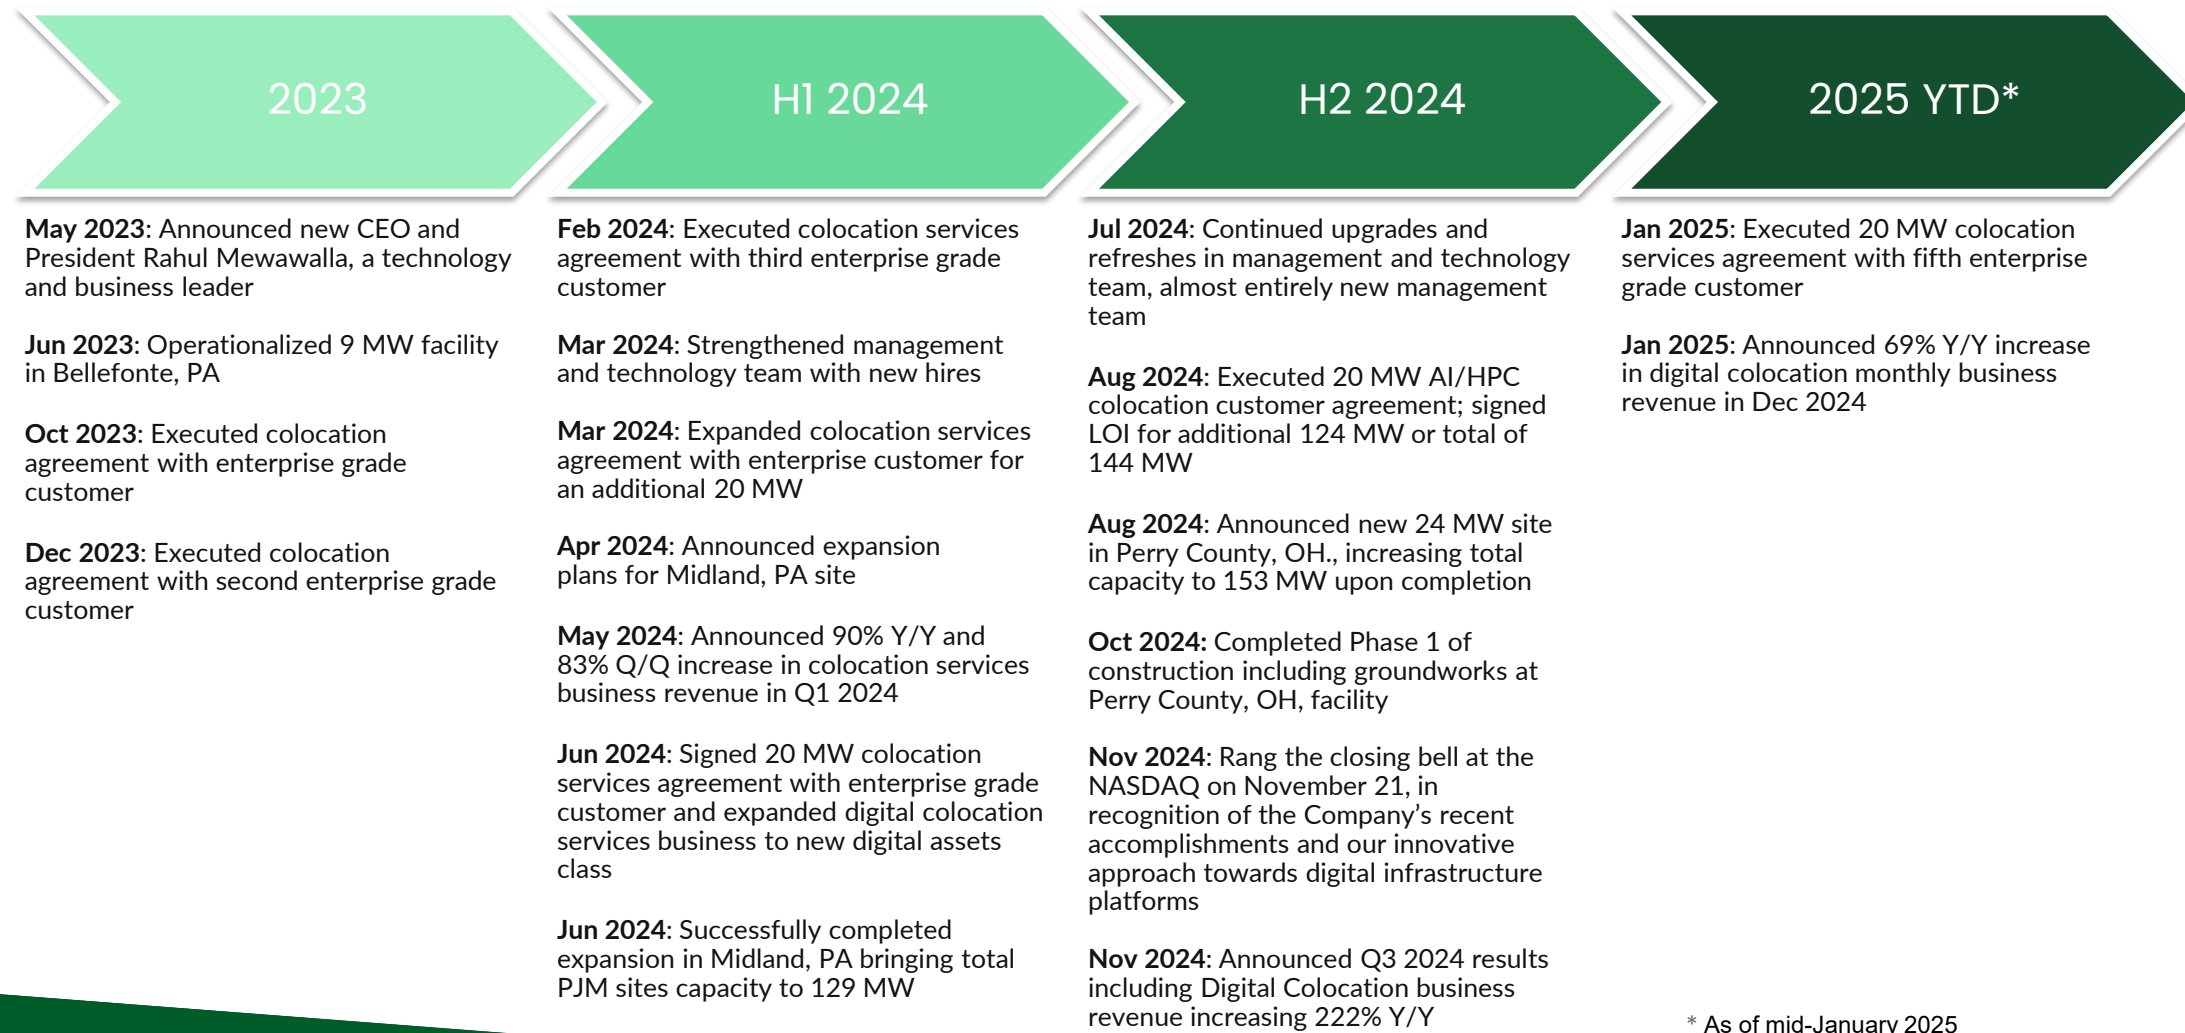 2023
May 2023: Announced new CEO and
President Rahul Mewawalla, a technology
and business leader
Jun 2023: Operationalized 9 MW facility
in Bellefonte, PA
Oct 2023: Executed colocation
agreement with enterprise grade
customer
Dec 2023: Executed colocation
agreement with second enterprise grade
customer
H1 2024
Feb 2024: Executed colocation services
agreement with third enterprise grade
customer
Mar 2024: Strengthened management
and technology team with new hires
Mar 2024: Expanded colocation services
agreement with enterprise customer for
an additional 20 MW
Apr 2024: Announced expansion
plans for Midland, PA site
May 2024: Announced 90% Y/Y and
83% Q/Q increase in colocation services
business revenue in Q1 2024
Jun 2024: Signed 20 MW colocation
services agreement with enterprise grade
customer and expanded digital colocation
services business to new digital assets
class
Jun 2024: Successfully completed
expansion in Midland, PA bringing total
PJM sites capacity to 129 MW
H2 2024
Jul 2024: Continued upgrades and
refreshes in management and technology
team, almost entirely new management
team
Aug 2024: Executed 20 MW AI/HPC
colocation customer agreement; signed
LOI for additional 124 MW or total of
144 MW
Aug 2024: Announced new 24 MW site
in Perry County, OH., increasing total
capacity to 153 MW upon completion
Oct 2024: Completed Phase 1 of
construction including groundworks at
Perry County, OH, facility
Nov 2024: Rang the closing bell at the
NASDAQ on November 21, in
recognition of the Company’s recent
accomplishments and our innovative
approach towards digital infrastructure
platforms
Nov 2024: Announced Q3 2024 results
including Digital Colocation business
revenue increasing 222% Y/Y
2025 YTD*
Jan 2025: Executed 20 MW colocation
services agreement with fifth enterprise
grade customer
Jan 2025: Announced 69% Y/Y increase
in digital colocation monthly business
revenue in Dec 2024
* As of mid-January 2025